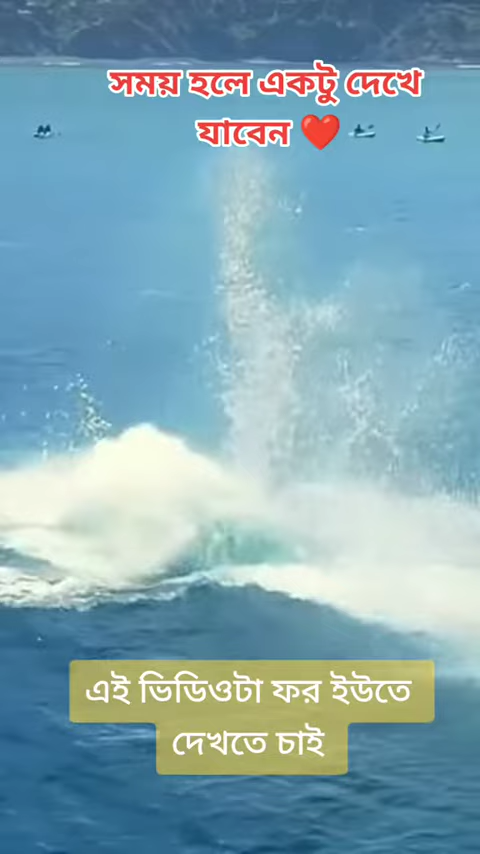 সময় হলে একটু দেখে
যাবেন ❤️
এই ভিডিওটা ফর ইউতে
দেখতে চাই